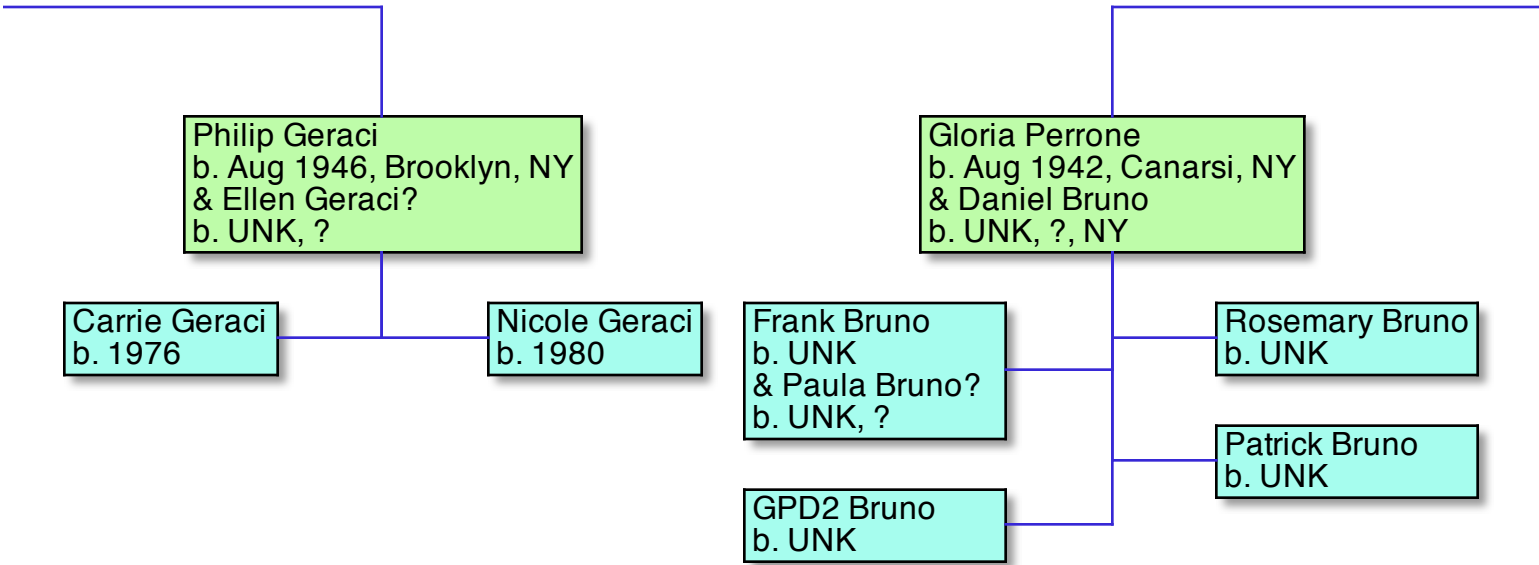 Philip Geraci
b. Aug 1946, Brooklyn, NY
& Ellen Geraci?
b. UNK, ?
Gloria Perrone
b. Aug 1942, Canarsi, NY
& Daniel Bruno
b. UNK, ?, NY
Carrie Geraci
b. 1976
Nicole Geraci
b. 1980
Frank Bruno
b. UNK
& Paula Bruno?
b. UNK, ?
Rosemary Bruno
b. UNK
Patrick Bruno
b. UNK
GPD2 Bruno
b. UNK